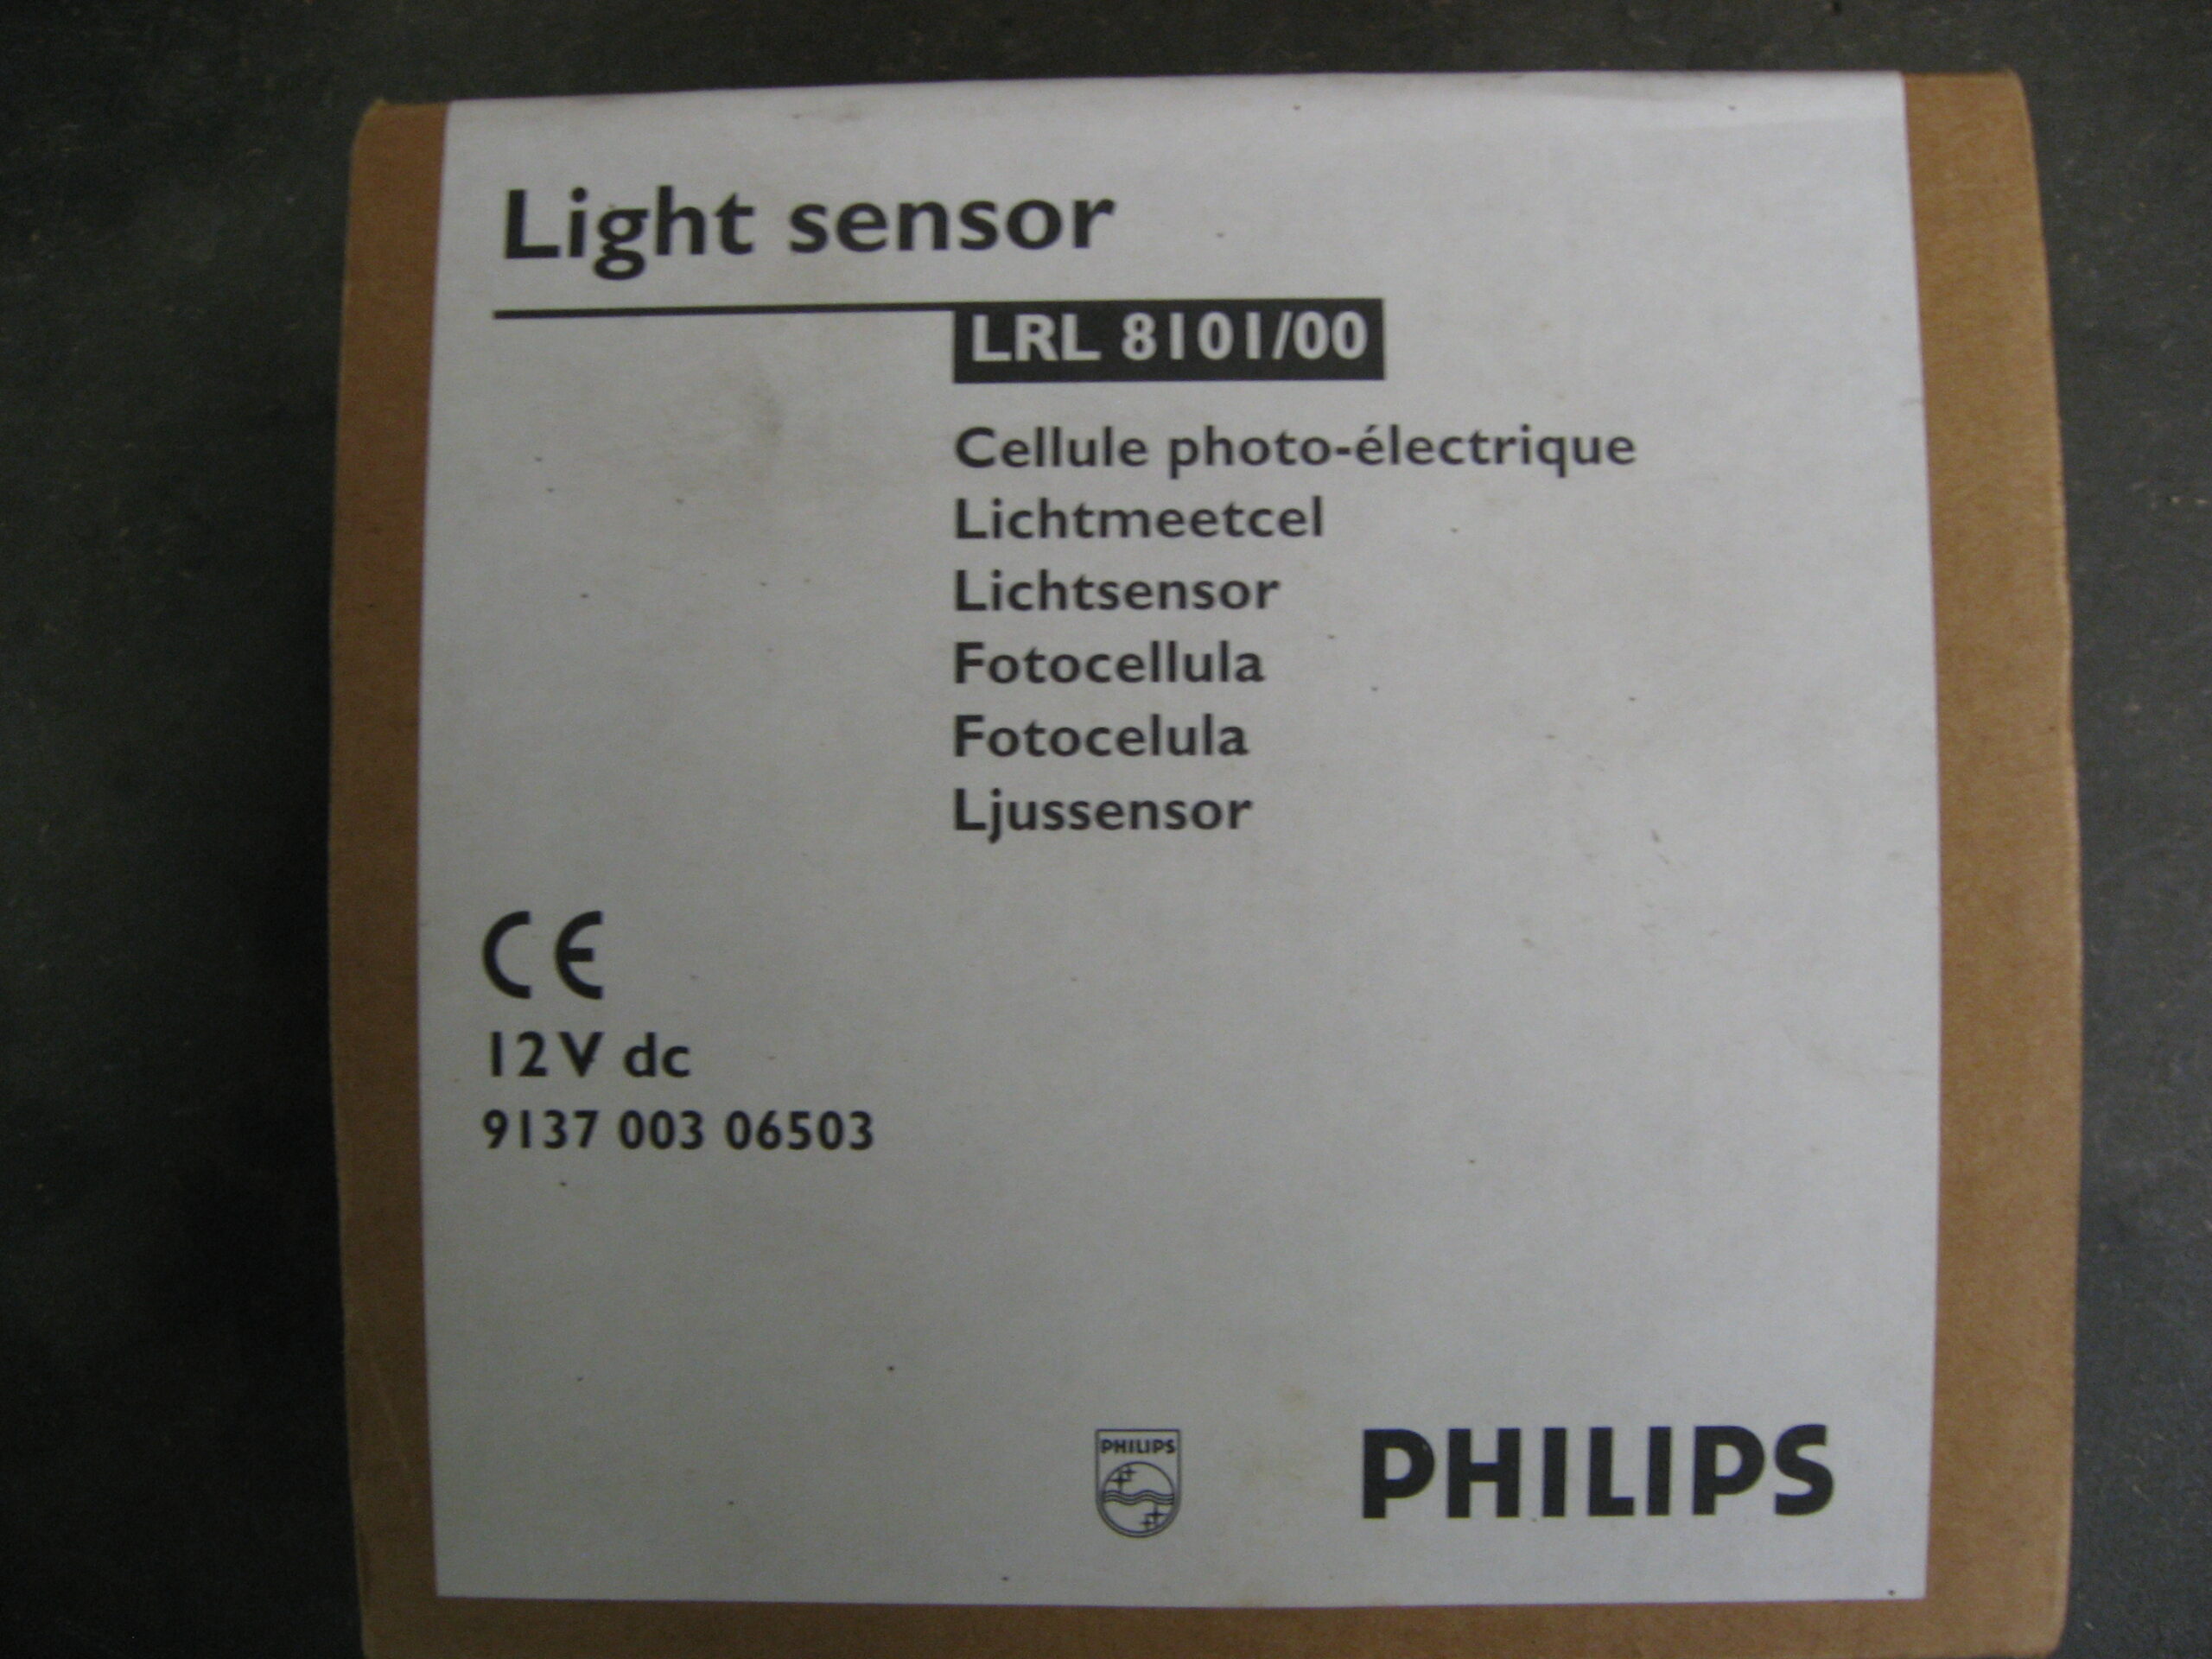 Light sensor
LRL 8101/00
Cellule photo-électrique
Lichtmeetcel
Lichtsensor
Fotocellula
Fotocelula
Ljussensor
CE
12V dc
9137 003 06503
PHILIPS
PHILIPS